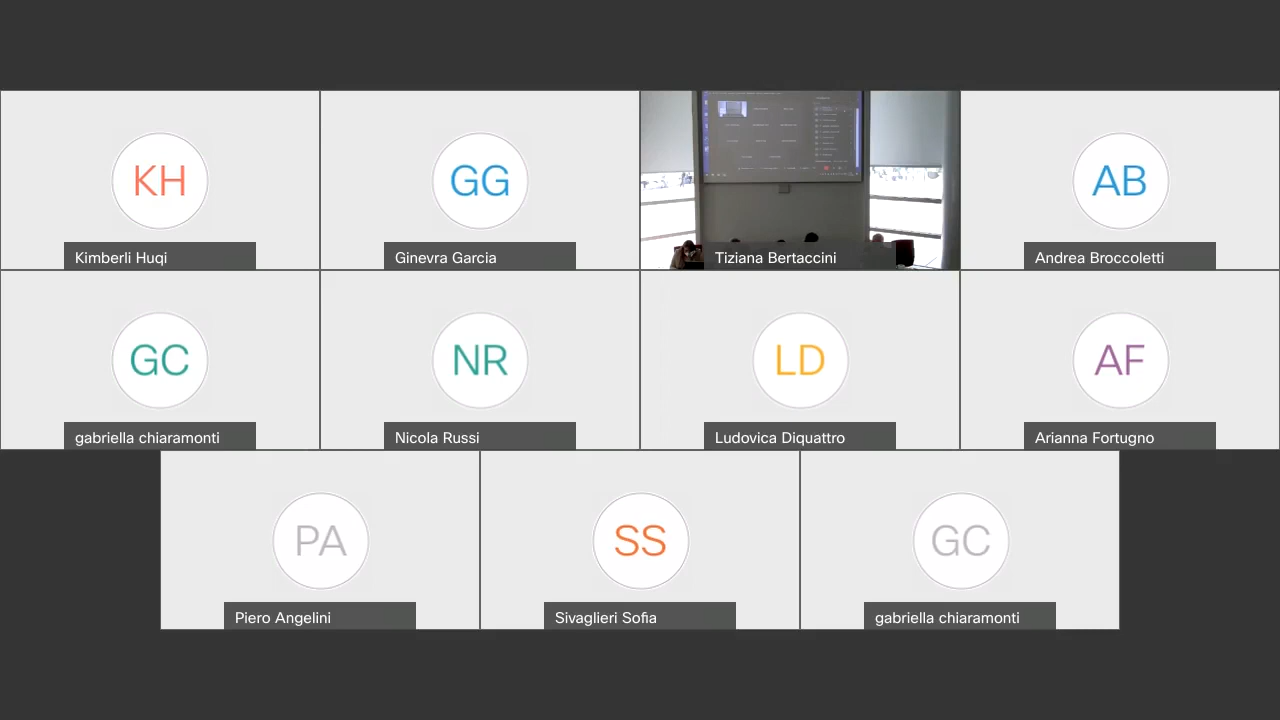 KH
GG
AB
Kimberli Huqi
Ginevra Garcia
Tiziana Bertaccini
Andrea Broccoletti
GC
NR
LD
AF
gabriella chiaramonti
Nicola Russi
Ludovica Diquattro
Arianna Fortugno
PA
SS
GC
Piero Angelini
Sivaglieri Sofia
gabriella chiaramonti